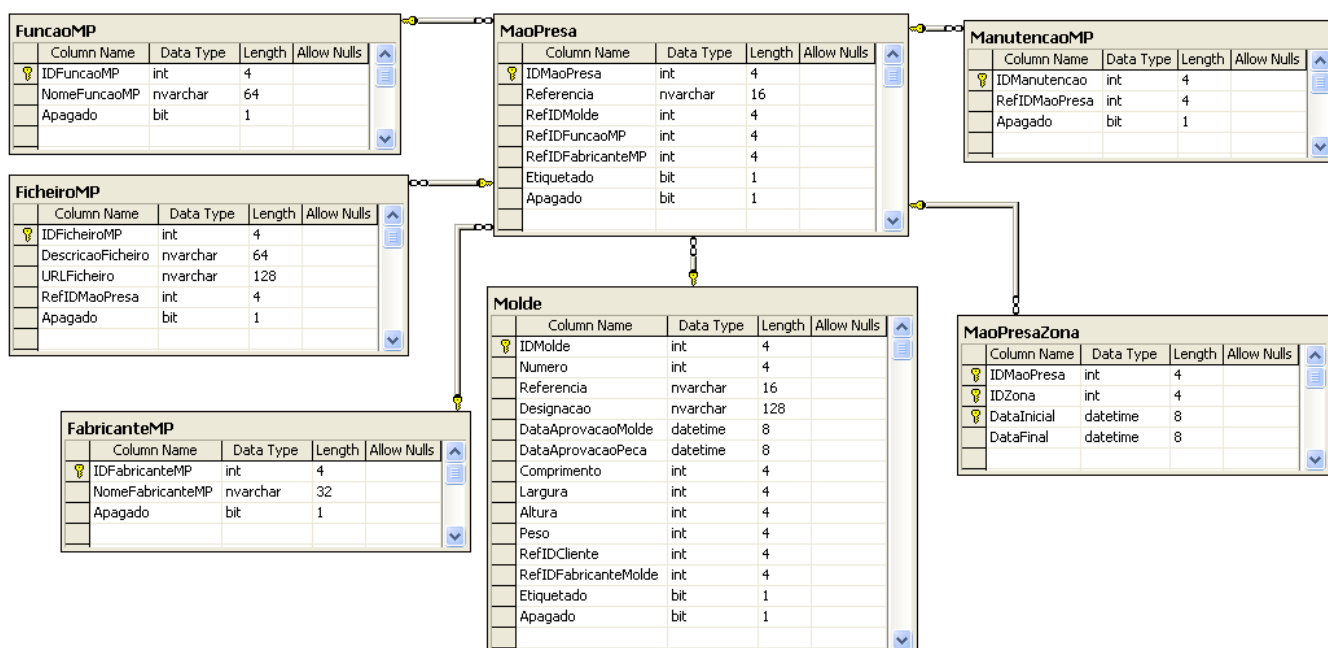 FuncaoMP
Column Name Data Type Length Allow Nulls
IDFuncaoMP int 4
NomeFuncaoMP nvarchar 64
Apagado bit 1
MaoPresa
Column Name Data Type Length Allow Nulls
IDMaoPresa int 4
Referencia nvarchar 16
RefIDMolde int 4
RefIDFuncaoMP int 4
RefIDFabricanteMP int 4
Etiquetado bit 1
Apagado bit 1
ManutencaoMP
Column Name Data Type Length Allow Nulls
IDManutencao int 4
RefIDMaoPresa int 4
Apagado bit 1
FicheiroMP
Column Name Data Type Length Allow Nulls
IDFicheiroMP int 4
DescricaoFicheiro nvarchar 64
URLFicheiro nvarchar 128
RefIDMaoPresa int 4
Apagado bit 1
Molde
Column Name Data Type Length Allow Nulls
IDMolde int 4
Numero int 4
Referencia nvarchar 16
Designacao nvarchar 128
DataAprovacaoMolde datetime 8
DataAprovacaoPeca datetime 8
Comprimento int 4
Largura int 4
Altura int 4
Peso int 4
RefIDCliente int 4
RefIDFabricanteMolde int 4
Etiquetado bit 1
Apagado bit 1
MaoPresaZona
Column Name Data Type Length Allow Nulls
IDMaoPresa int 4
IDZona int 4
DataInicial datetime 8
DataFinal datetime 8
FabricanteMP
Column Name Data Type Length Allow Nulls
IDFabricanteMP int 4
NomeFabricanteMP nvarchar 32
Apagado bit 1